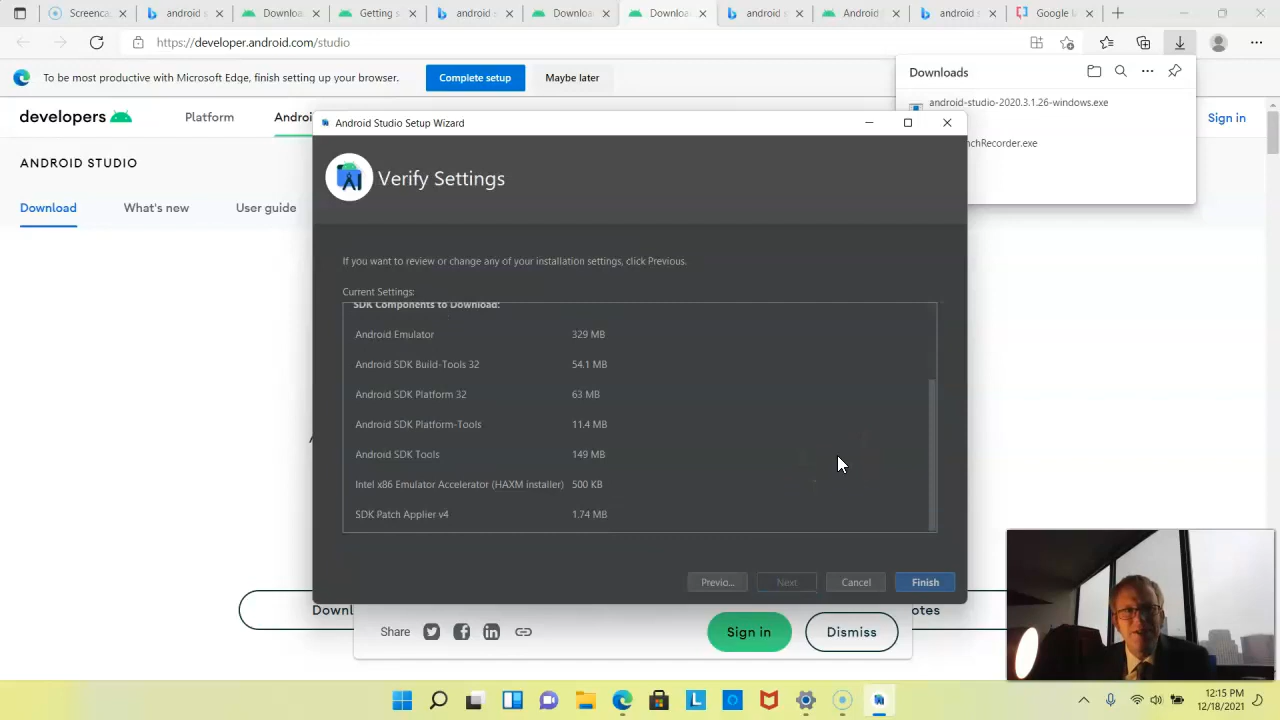 Screenca
bing android s
Downloa
Getting s
android s
Downloa
Downloa
bing android s
Android
android s
Google l
https://developer.android.com/studio
To be most productive with Microsoft Edge, finish setting up your browser.
Complete setup
Maybe later
Downloads
android-studio-2020.3.1.26-windows.exe
nchRecorder.exe
developers
Platform
Androi
Sign in
ANDROID STUDIO
Download
What's new
User guide
Android Studio Setup Wizard
Verify Settings
If you want to review or change any of your installation settings, click Previous.
Current Settings:
SDK Components to Download:
Android Emulator 329 MB
Android SDK Build-Tools 32 54.1 MB
Android SDK Platform 32 63 MB
Android SDK Platform-Tools 11.4 MB
Android SDK Tools 149 MB
Intel x86 Emulator Accelerator (HAXM installer) 500 KB
SDK Patch Applier v4 1.74 MB
Previo...
Next
Cancel
Finish
Downl
otes
Share
Sign in
Dismiss
12:15 PM
12/18/2021